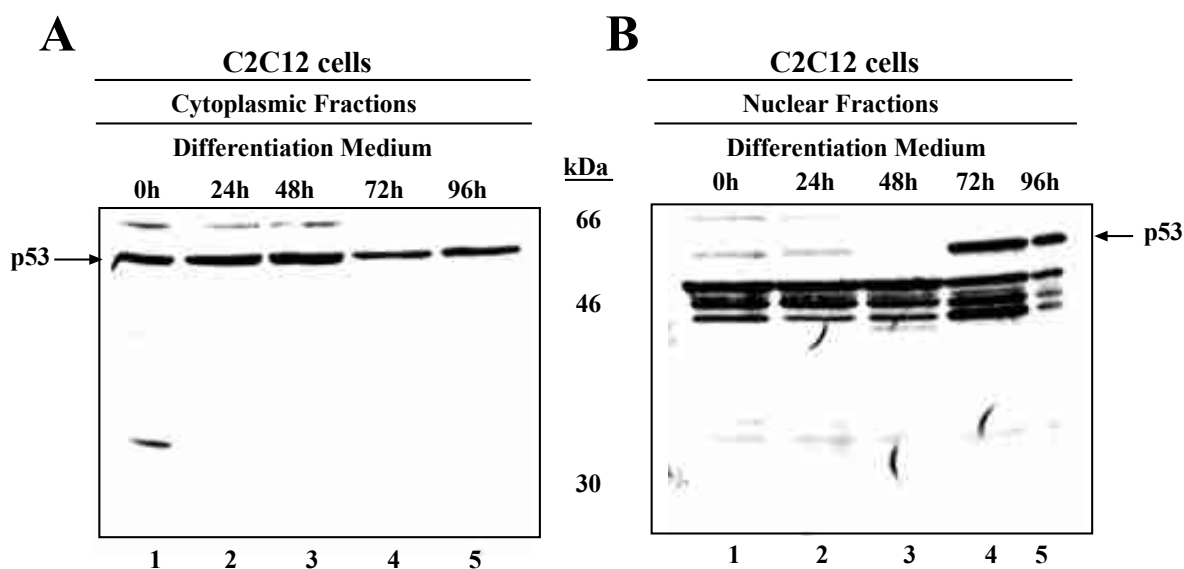 A
C2C12 cells
Cytoplasmic Fractions
Differentiation Medium
0h 24h 48h 72h 96h
p53
1 2 3 4 5
kDa
66
46
30
B
C2C12 cells
Nuclear Fractions
Differentiation Medium
0h 24h 48h 72h 96h
p53
1 2 3 4 5